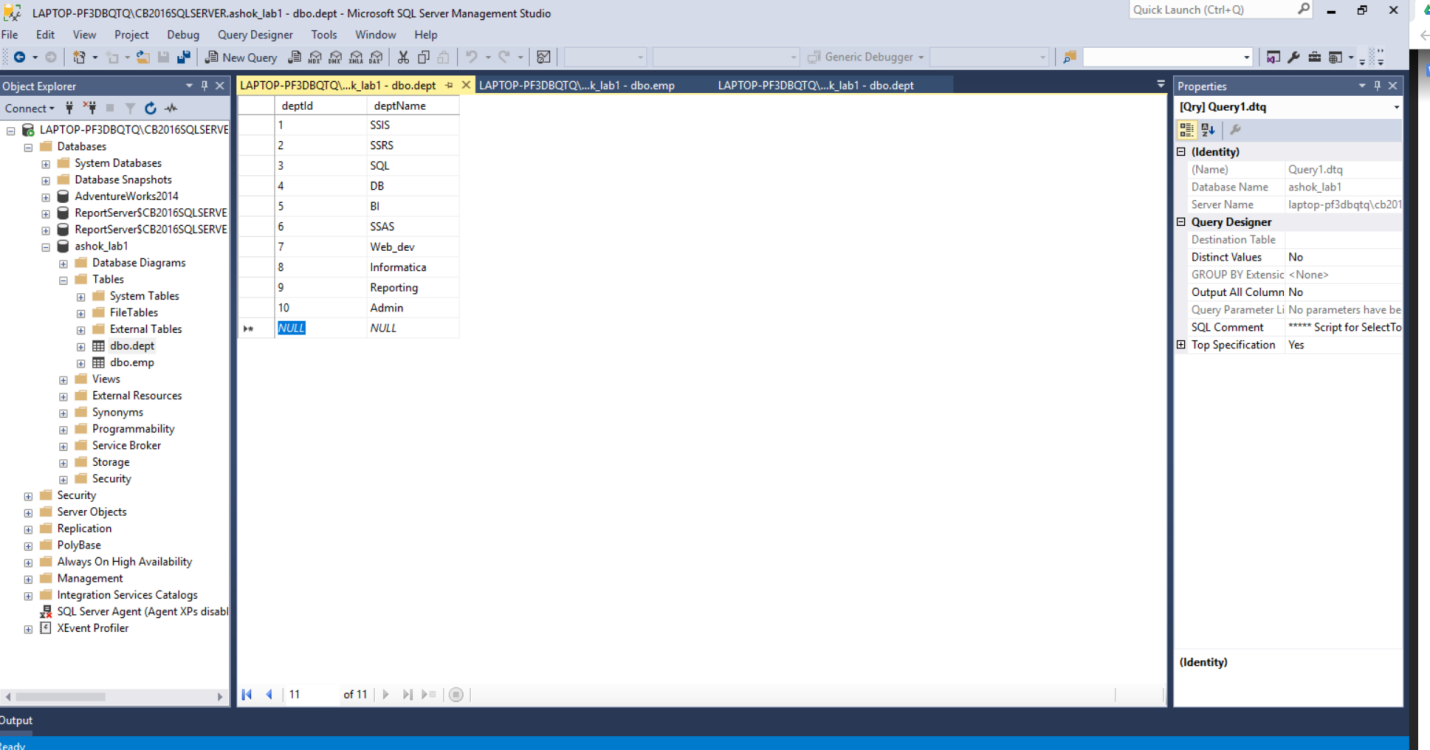 LAPTOP-PF3DBQTQ\CB2016SQLSERVER.ashok_lab1 - dbo.dept - Microsoft SQL Server Management Studio
Quick Launch (Ctrl+Q)
File Edit View Project Debug Query Designer Tools Window Help
New Query MDX DMX XMLA DAX Generic Debugger
Object Explorer
Connect
LAPTOP-PF3DBQTQ\CB2016SQLSERVE
Databases
System Databases
Database Snapshots
AdventureWorks2014
ReportServer$CB2016SQLSERVE
ReportServer$CB2016SQLSERVE
ashok_lab1
Database Diagrams
Tables
System Tables
FileTables
External Tables
dbo.dept
dbo.emp
Views
External Resources
Synonyms
Programmability
Service Broker
Storage
Security
Security
Server Objects
Replication
PolyBase
Always On High Availability
Management
Integration Services Catalogs
SQL Server Agent (Agent XPs disabl
XEvent Profiler
LAPTOP-PF3DBQTQ\...k_lab1 - dbo.dept LAPTOP-PF3DBQTQ\...k_lab1 - dbo.emp LAPTOP-PF3DBQTQ\...k_lab1 - dbo.dept
deptId deptName
1 SSIS
2 SSRS
3 SQL
4 DB
5 BI
6 SSAS
7 Web_dev
8 Informatica
9 Reporting
10 Admin
NULL NULL
11 of 11
Properties
[Qry] Query1.dtq
(Identity)
(Name) Query1.dtq
Database Name ashok_lab1
Server Name laptop-pf3dbqtq\cb201
Query Designer
Destination Table
Distinct Values No
GROUP BY Extensic <None>
Output All Column No
Query Parameter Li No parameters have be
SQL Comment ***** Script for SelectTo
Top Specification Yes
(Identity)
Output
Ready